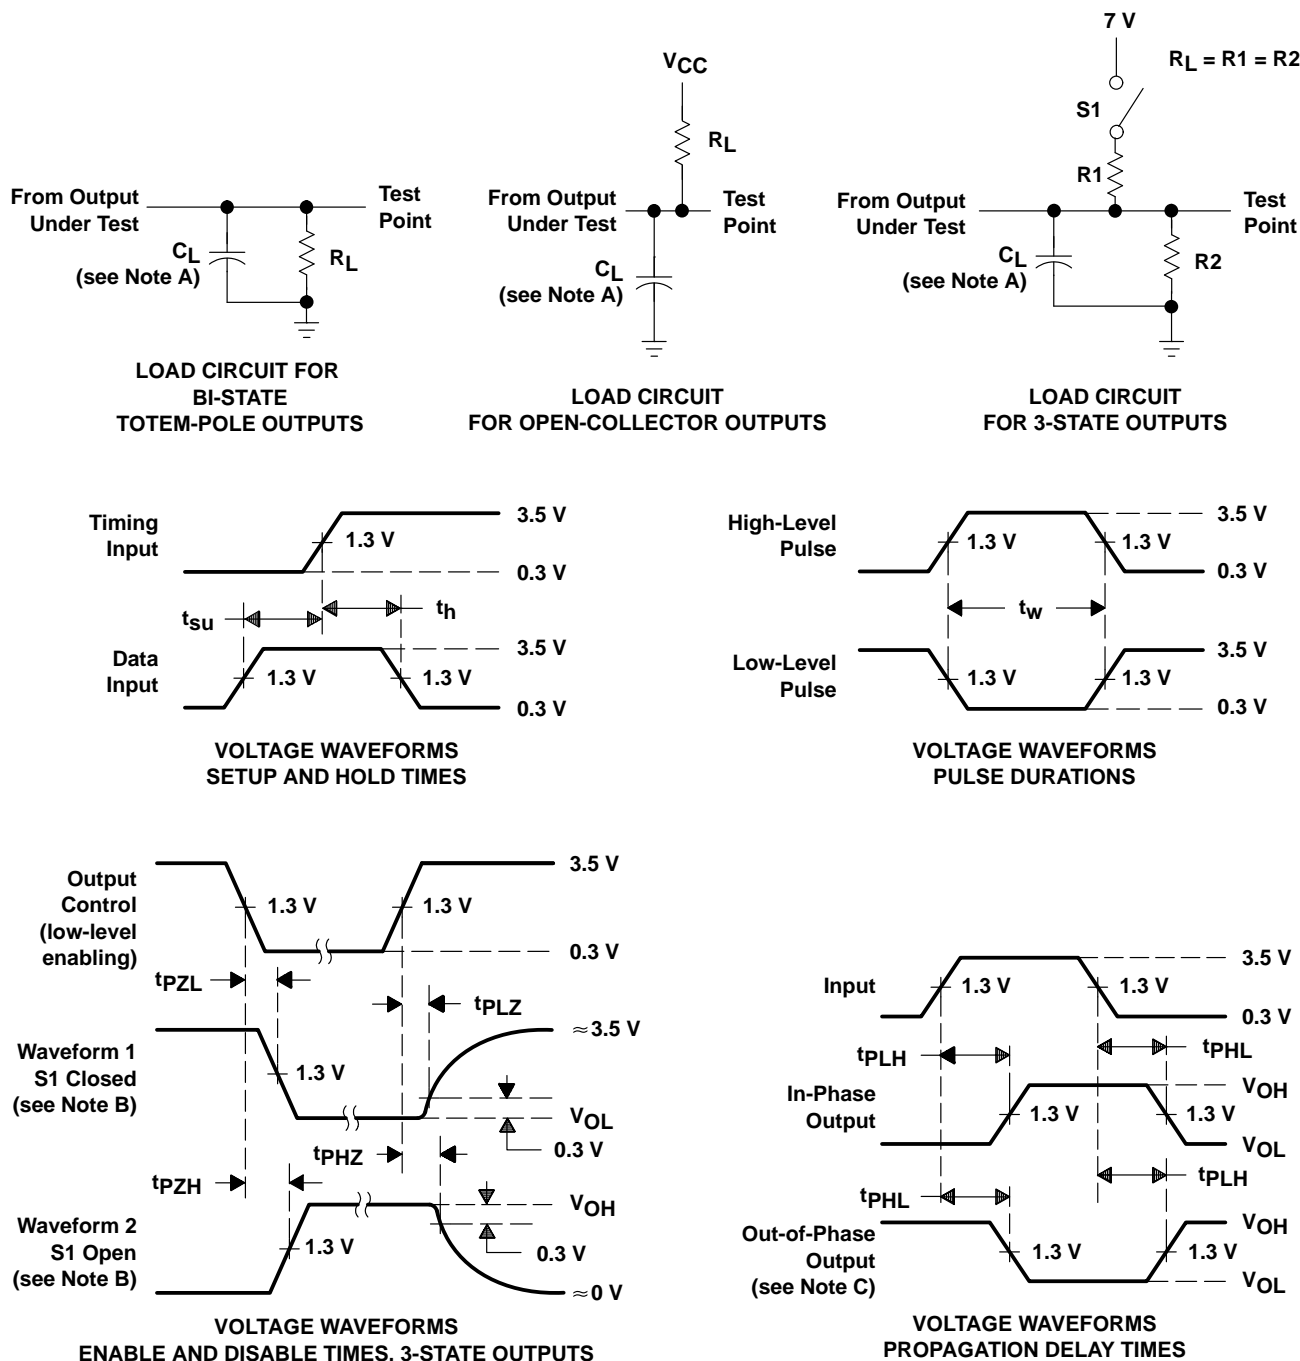 7 V
RL = R1 = R2
S1
R1
From Output
Under Test
Test
Point
CL
(see Note A)
R2
LOAD CIRCUIT
FOR 3-STATE OUTPUTS
VCC
RL
From Output
Under Test
Test
Point
CL
(see Note A)
LOAD CIRCUIT
FOR OPEN-COLLECTOR OUTPUTS
From Output
Under Test
Test
Point
CL
(see Note A)
RL
LOAD CIRCUIT FOR
BI-STATE
TOTEM-POLE OUTPUTS
Timing
Input
1.3 V
3.5 V
0.3 V
tsu
th
Data
Input
1.3 V
1.3 V
3.5 V
0.3 V
VOLTAGE WAVEFORMS
SETUP AND HOLD TIMES
High-Level
Pulse
1.3 V
1.3 V
3.5 V
0.3 V
tw
Low-Level
Pulse
1.3 V
1.3 V
3.5 V
0.3 V
VOLTAGE WAVEFORMS
PULSE DURATIONS
Output
Control
(low-level
enabling)
1.3 V
1.3 V
3.5 V
0.3 V
tPZL
tPLZ
Waveform 1
S1 Closed
(see Note B)
1.3 V
≈3.5 V
VOL
0.3 V
tPHZ
tPZH
Waveform 2
S1 Open
(see Note B)
1.3 V
VOH
0.3 V
≈0 V
VOLTAGE WAVEFORMS
ENABLE AND DISABLE TIMES, 3-STATE OUTPUTS
Input
1.3 V
1.3 V
3.5 V
0.3 V
tPLH
tPHL
In-Phase
Output
1.3 V
1.3 V
VOH
VOL
tPHL
tPLH
Out-of-Phase
Output
(see Note C)
1.3 V
1.3 V
VOH
VOL
VOLTAGE WAVEFORMS
PROPAGATION DELAY TIMES